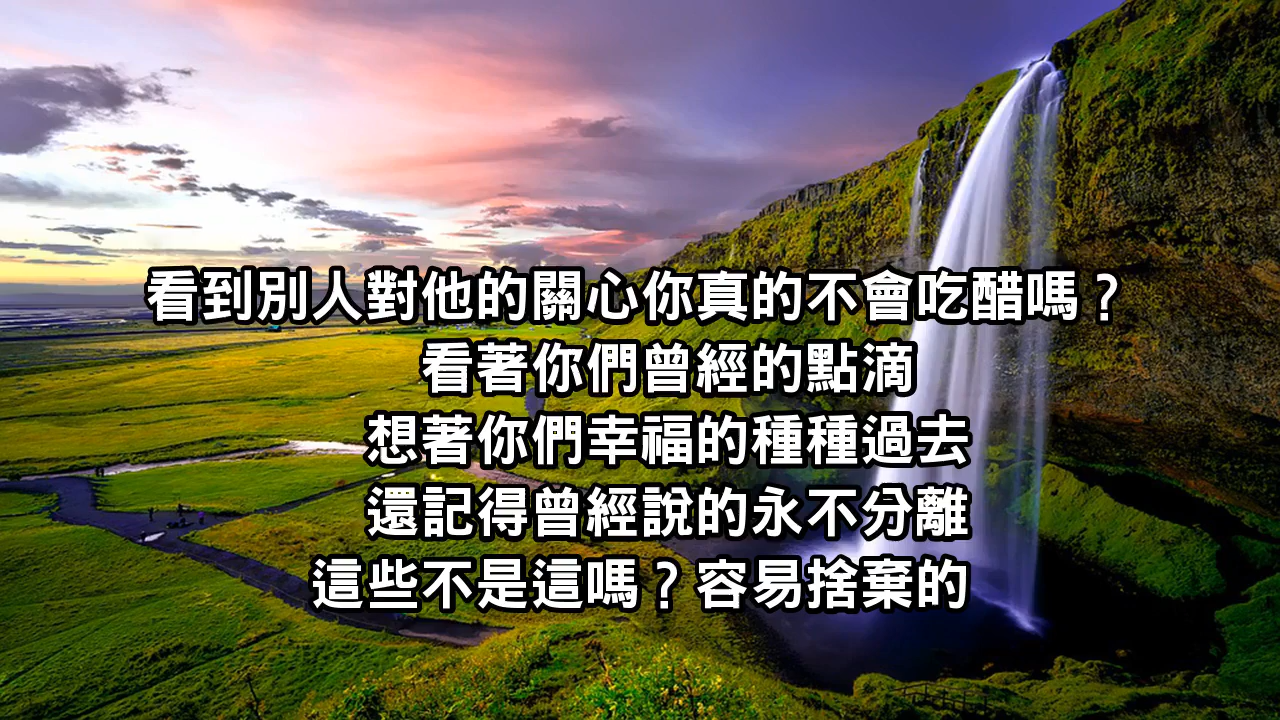 看到別人對他的關心你真的不會吃醋嗎？
看著你們曾經的點滴
想著你們幸福的種種過去
還記得曾經說的永不分離
這些不是這嗎？容易捨棄的